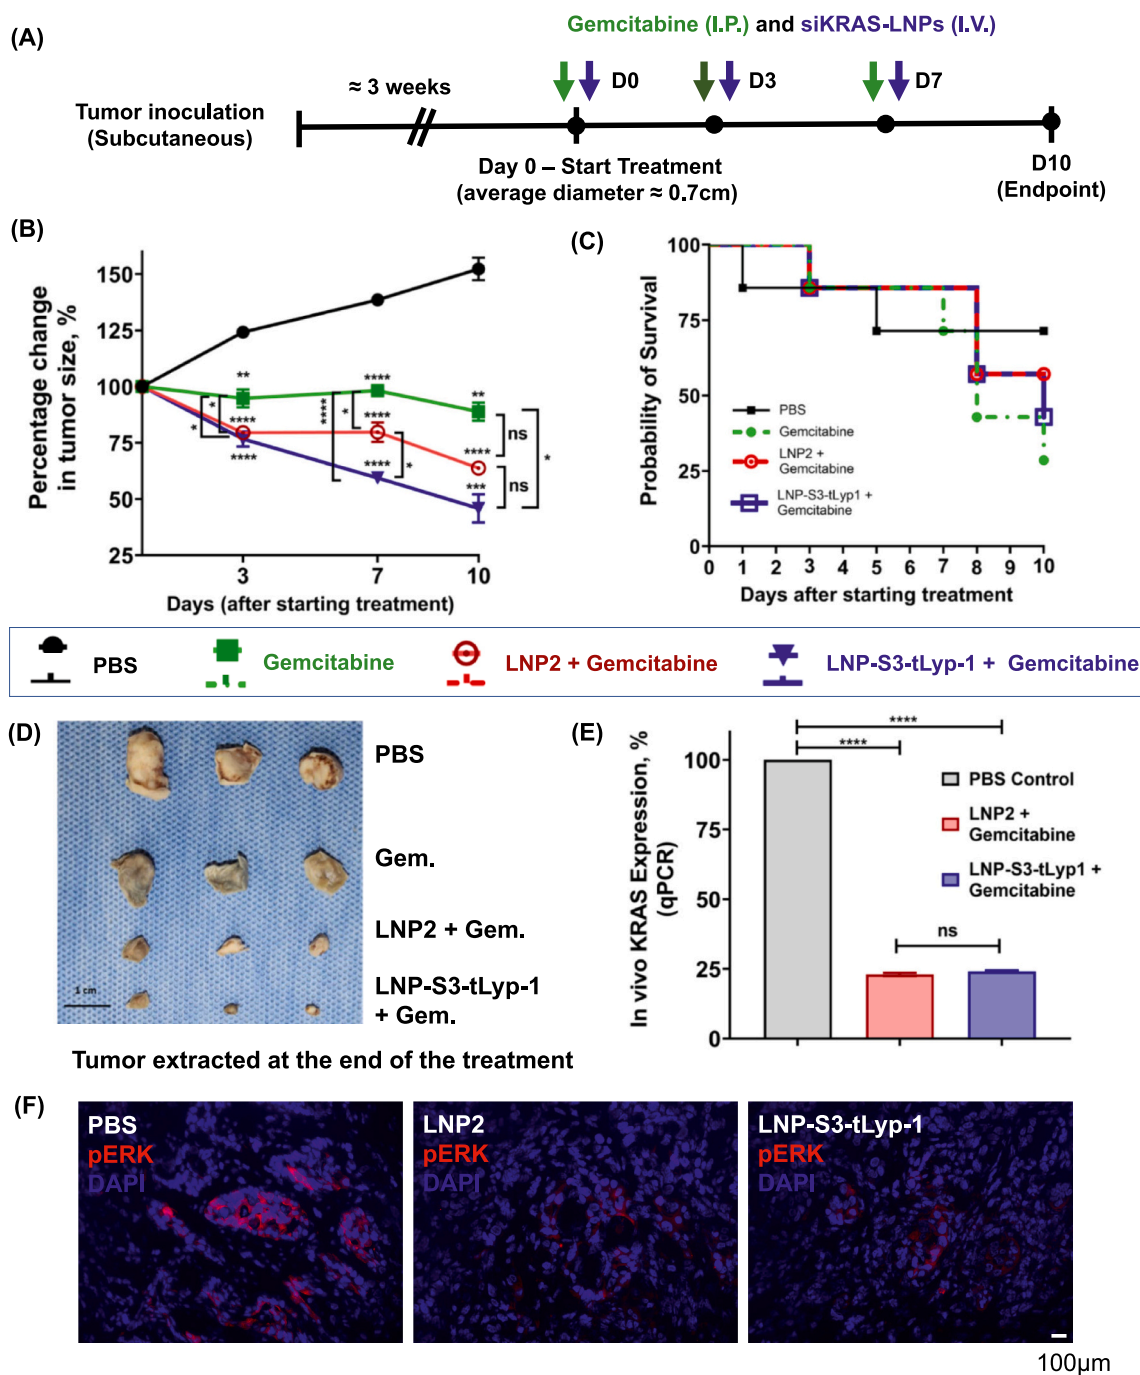 (A)
Gemcitabine (I.P.) and siKRAS-LNPs (I.V.)
≈ 3 weeks
D0
D3
D7
Tumor inoculation
(Subcutaneous)
Day 0 – Start Treatment
(average diameter ≈ 0.7cm)
D10
(Endpoint)
(B)
Percentage change
in tumor size, %
150
125
100
75
50
25
**
****
**
*
*
****
****
****
*
****
****
*
****
***
ns
ns
*
3
7
10
Days (after starting treatment)
(C)
Probability of Survival
100
75
50
25
0
PBS
Gemcitabine
LNP2 +
Gemcitabine
LNP-S3-tLyp1 +
Gemcitabine
0 1 2 3 4 5 6 7 8 9 10
Days after starting treatment
PBS
Gemcitabine
LNP2 + Gemcitabine
LNP-S3-tLyp-1 + Gemcitabine
(D)
PBS
Gem.
LNP2 + Gem.
LNP-S3-tLyp-1
+ Gem.
1 cm
Tumor extracted at the end of the treatment
(E)
In vivo KRAS Expression, %
(qPCR)
100
75
50
25
0
****
****
ns
PBS Control
LNP2 +
Gemcitabine
LNP-S3-tLyp1 +
Gemcitabine
(F)
PBS
pERK
DAPI
LNP2
pERK
DAPI
LNP-S3-tLyp-1
pERK
DAPI
100µm